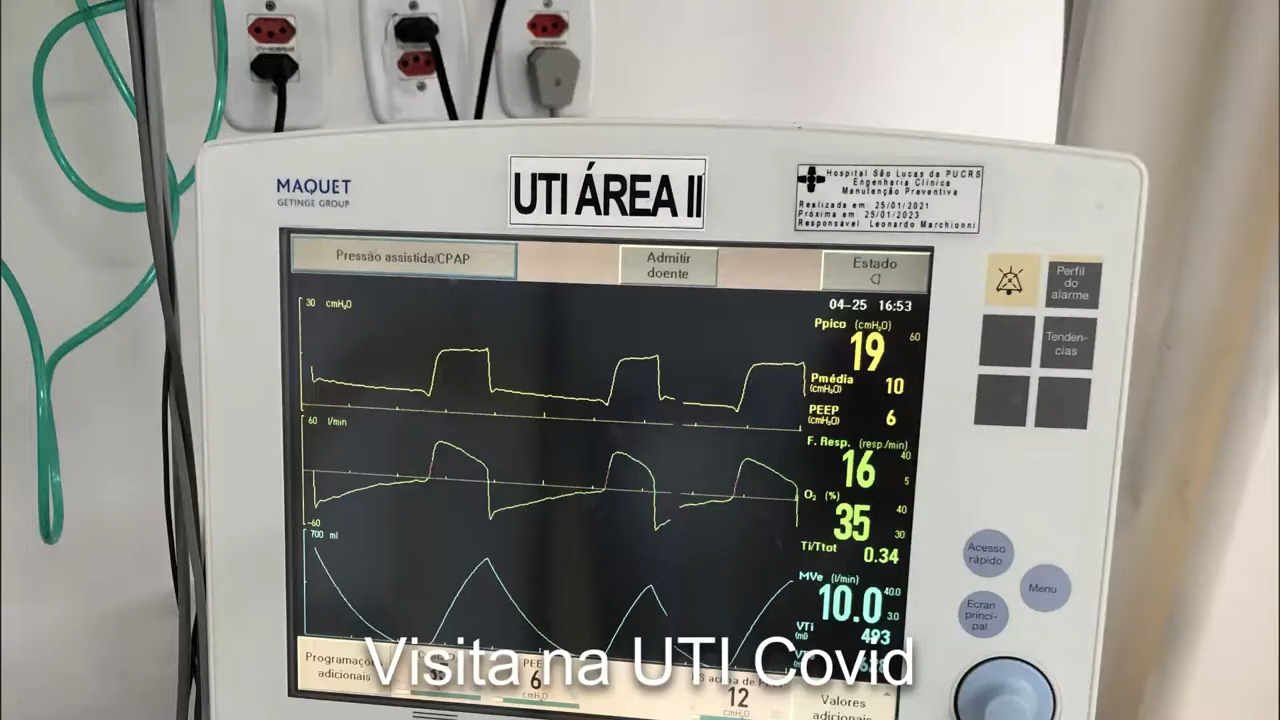 MAQUET
GETINGE GROUP
UTI ÁREA II
Hospital São Lucas da PUCRS
Engenharia Clínica
Manutenção Preventiva
Realizada em 25/01/2021
Próxima em 25/01/2023
Responsável Leonardo Marchionni
Pressão assistida/CPAP
Admitir
doente
Estado
Perfil
do
alarme
Tendên-
cias
04-25 16:53
30 cmH₂O
Ppico (cmH₂O)
19
60
Pmédia
(cmH₂O)
10
PEEP
(cmH₂O)
6
60 l/min
-60
F. Resp. (resp./min)
16
40
5
O₂ (%)
35
40
30
Ti/Ttot
0.34
700 ml
MVe (l/min)
10.0
40.0
3.0
VTi
(ml)
493
Acesso
rápido
Menu
Ecran
princi-
pal
Visita na UTI Covid
Programações
adicionais
6
cmH₂O
12
cmH₂O
Valores
adicionais